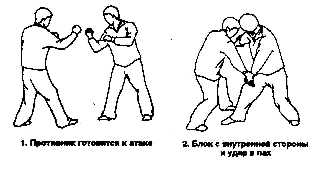 1. Противник готовится к атаке
2. Блок с внутренней стороны
и удар в пах